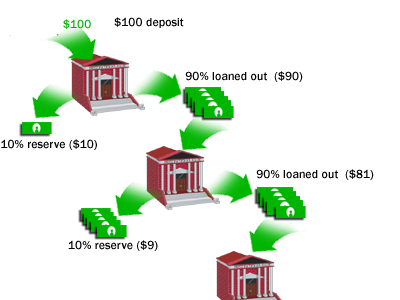 $100
$100 deposit
90% loaned out ($90)
10% reserve ($10)
90% loaned out ($81)
10% reserve ($9)